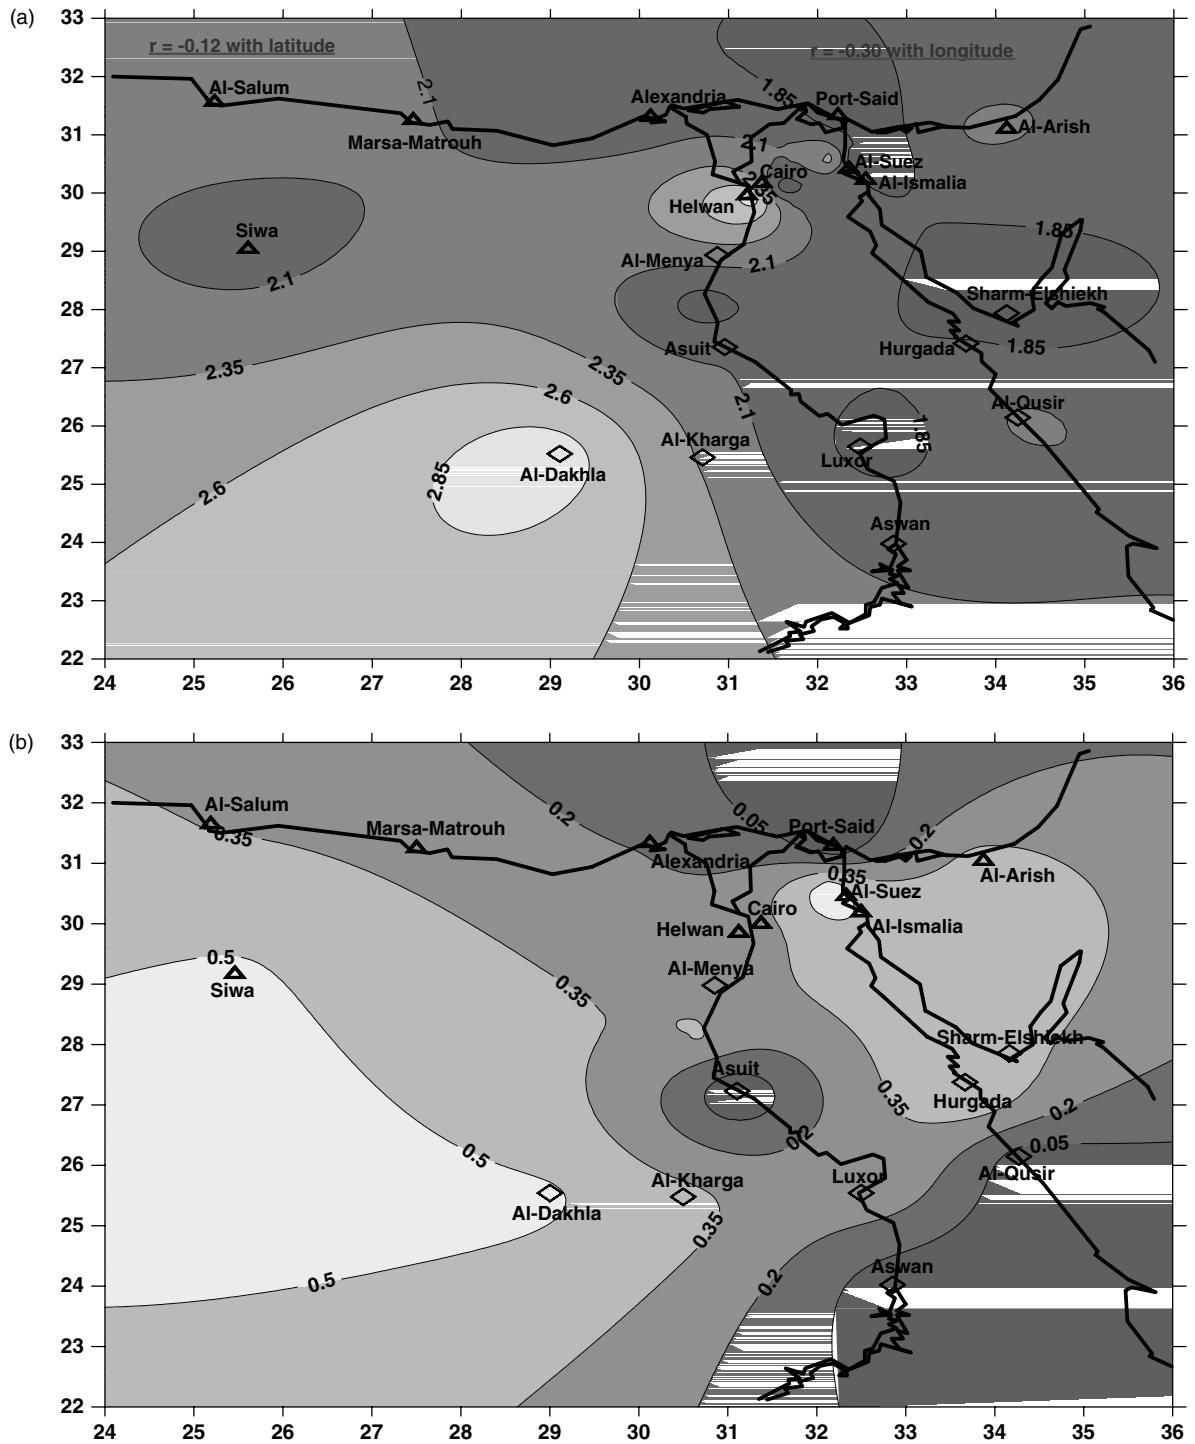 (a)
33
r = -0.12 with latitude
r = -0.30 with longitude
32
Al-Salum
2.1
Alexandria
1.85
Port-Said
31
Marsa-Matrouh
2.1
Al-Arish
Al-Suez
30
Cairo
Al-Ismalia
2.35
Helwan
29
Siwa
1.85
Al-Menya
2.1
2.1
28
Sharm-Elshiekh
Asuit
Hurgada
1.85
27
2.35
2.35
2.6
2.1
26
Al-Qusir
Al-Kharga
1.85
Al-Dakhla
Luxor
25
2.85
2.6
24
Aswan
23
22
24 25 26 27 28 29 30 31 32 33 34 35 36
(b)
33
32
Al-Salum
0.2
0.05
0.35
Marsa-Matrouh
Port-Said
0.2
31
Alexandria
0.35
Al-Arish
Al-Suez
30
Cairo
Helwan
Al-Ismalia
0.5
29
Siwa
Al-Menya
0.35
28
Sharm-Elshiekh
Asuit
27
0.35
Hurgada
0.2
0.2
0.05
26
0.5
Al-Kharga
Luxor
Al-Qusir
Al-Dakhla
25
0.35
24
0.5
0.2
Aswan
23
22
24 25 26 27 28 29 30 31 32 33 34 35 36